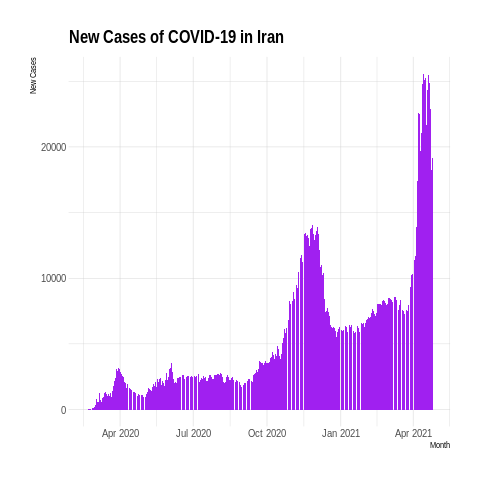 New Cases of COVID-19 in Iran
New Cases
20000
10000
0
Apr 2020 Jul 2020 Oct 2020 Jan 2021 Apr 2021
Month